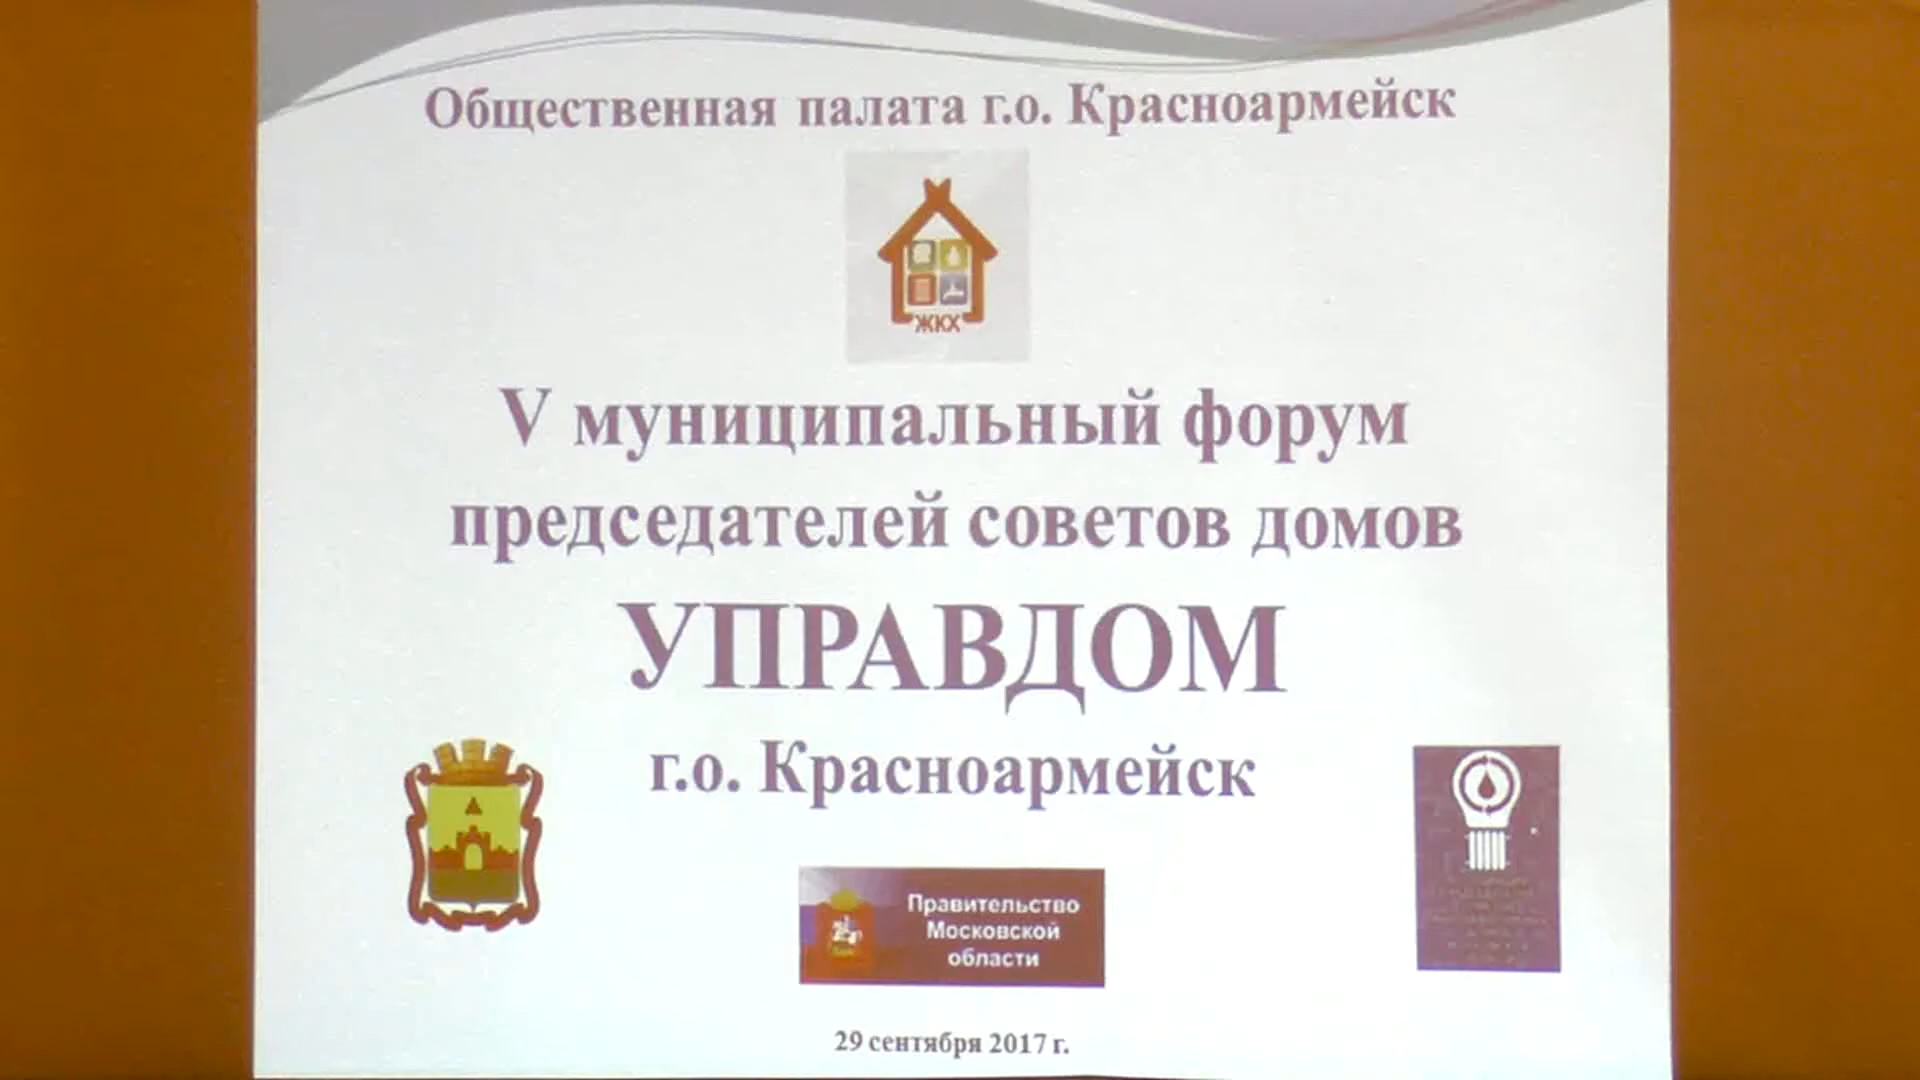 Общественная палата г.о. Красноармейск
ЖКХ
V муниципальный форум
председателей советов домов
УПРАВДОМ
г.о. Красноармейск
Правительство
Московской
области
29 сентября 2017 г.